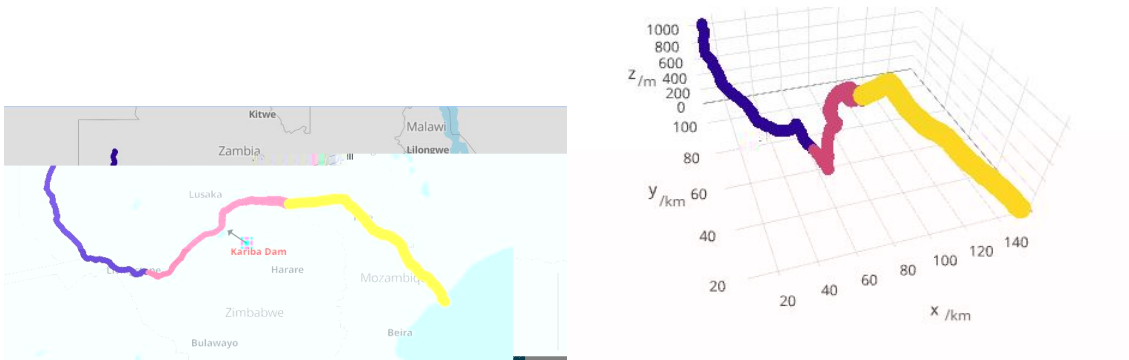 Kitwe
Malawi
Zambia
Lilongwe
Lusaka
Kariba Dam
Harare
Mozambiq
Zimbabwe
Beira
Bulawayo
1000
800
600
z/m 400
200
0
100
80
y/km 60
40
20
20
40
60
80
100
120
140
x /km